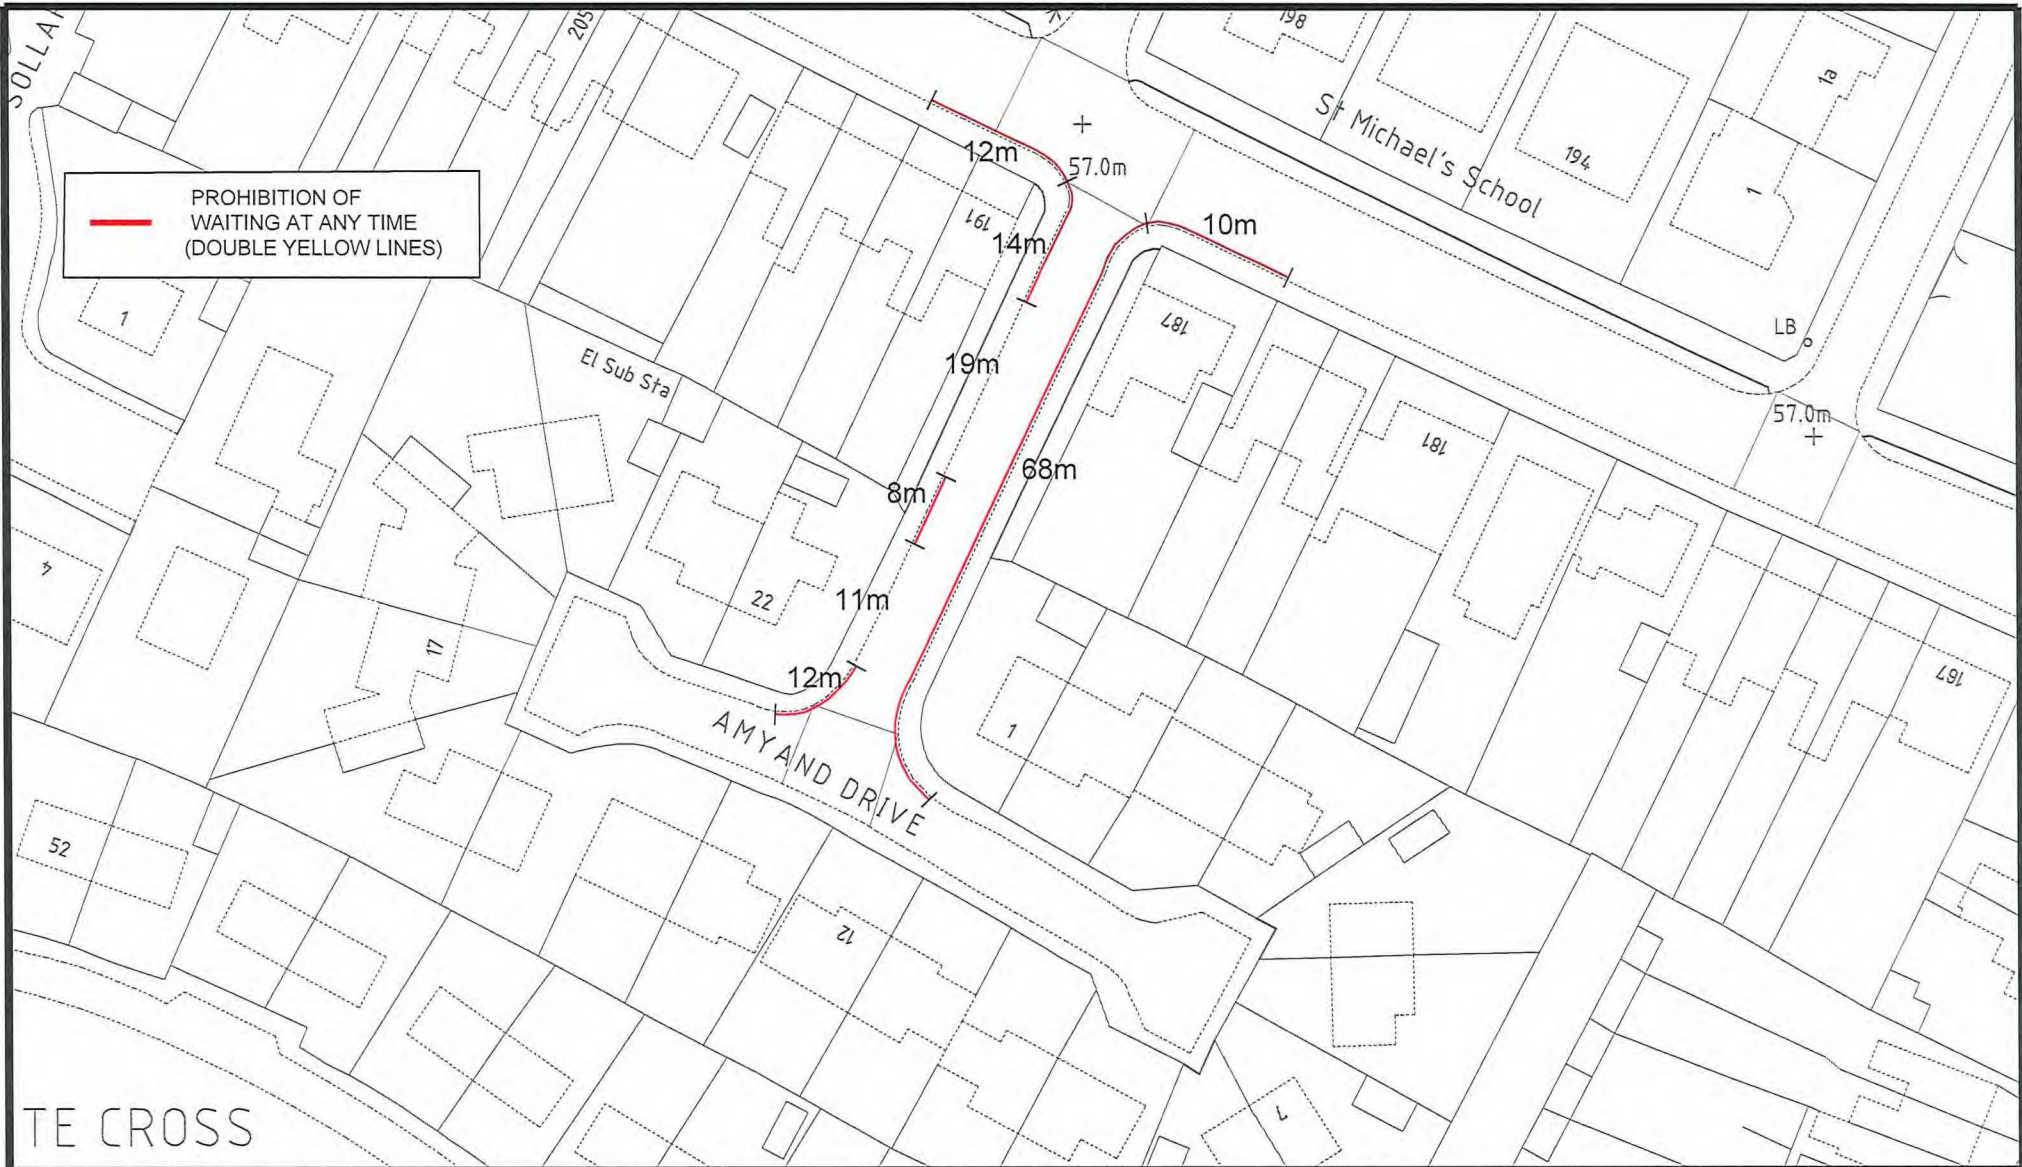 SOLLA
205
198
1a
St Michael's School
194
1
12m
57.0m
PROHIBITION OF
WAITING AT ANY TIME
(DOUBLE YELLOW LINES)
191
14m
10m
1
187
LB
El Sub Sta
19m
57.0m
181
8m
68m
4
22
11m
17
12m
167
AMYAND DRIVE
1
52
12
7
TE CROSS